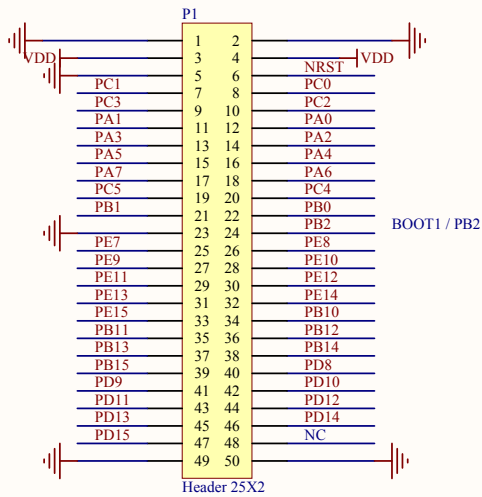 P1
1 2
VDD 3 4 VDD
5 6 NRST
PC1 7 8 PC0
PC3 9 10 PC2
PA1 11 12 PA0
PA3 13 14 PA2
PA5 15 16 PA4
PA7 17 18 PA6
PC5 19 20 PC4
PB1 21 22 PB0
23 24 PB2 BOOT1 / PB2
PE7 25 26 PE8
PE9 27 28 PE10
PE11 29 30 PE12
PE13 31 32 PE14
PE15 33 34 PB10
PB11 35 36 PB12
PB13 37 38 PB14
PB15 39 40 PD8
PD9 41 42 PD10
PD11 43 44 PD12
PD13 45 46 PD14
PD15 47 48 NC
49 50
Header 25X2